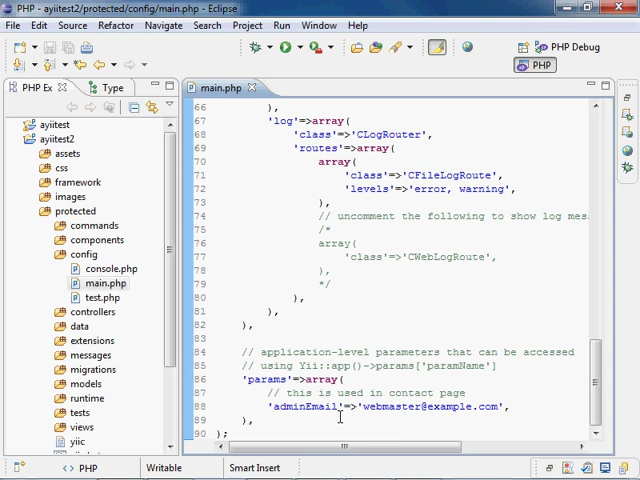 PHP - ayiitest2/protected/config/main.php - Eclipse
File Edit Source Refactor Navigate Search Project Run Window Help
PHP Debug
PHP
PHP Ex
Type
ayiitest
ayiitest2
assets
css
framework
images
protected
commands
components
config
console.php
main.php
test.php
controllers
data
extensions
messages
migrations
models
runtime
tests
views
yiic
main.php
66 ),
67 'log'=>array(
68 'class'=>'CLogRouter',
69 'routes'=>array(
70 array(
71 'class'=>'CFileLogRoute',
72 'levels'=>'error, warning',
73 ),
74 // uncomment the following to show log mes
75 /*
76 array(
77 'class'=>'CWebLogRoute',
78 ),
79 */
80 ),
81 ),
82 ),
83
84 // application-level parameters that can be accessed
85 // using Yii::app()->params['paramName']
86 'params'=>array(
87 // this is used in contact page
88 'adminEmail'=>'webmaster@example.com',
89 ),
90 );
PHP
Writable
Smart Insert